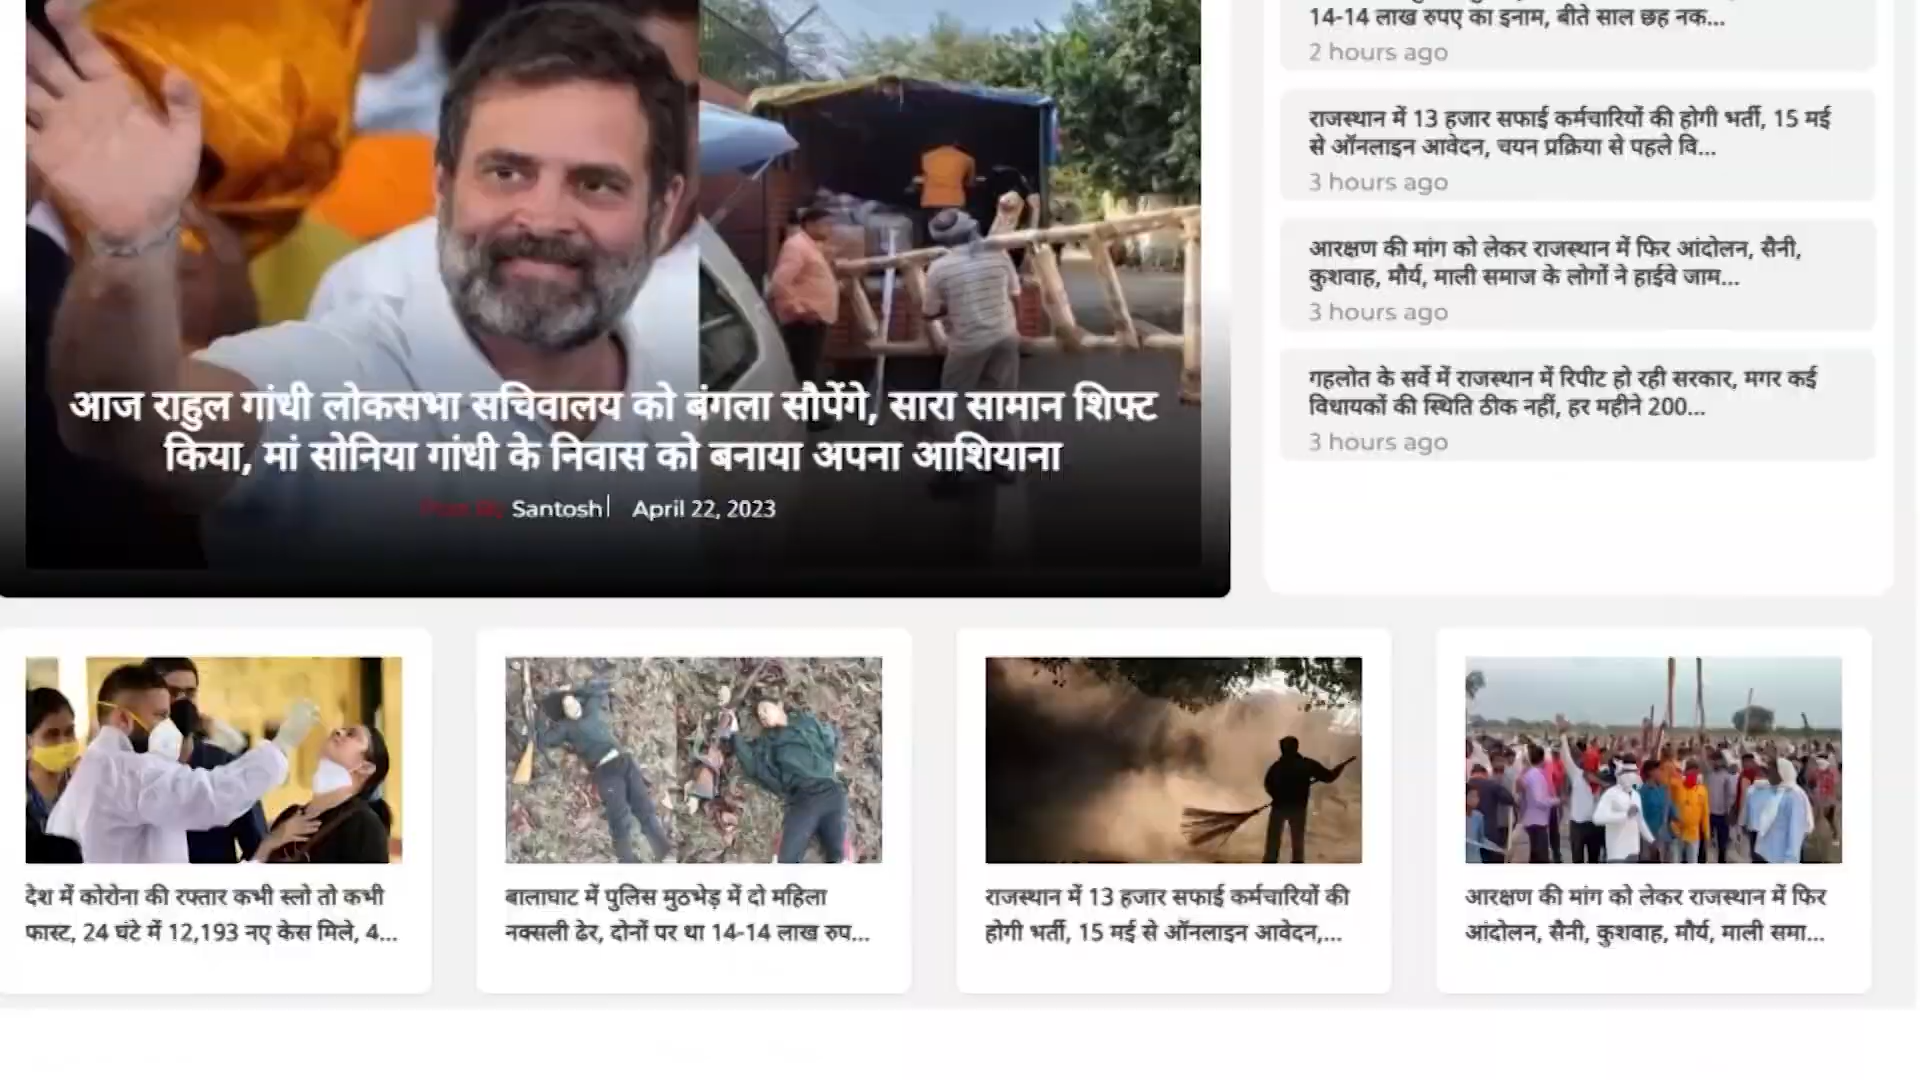 आज राहुल गांधी लोकसभा सचिवालय को बंगला सौपेंगे, सारा सामान शिफ्ट
किया, मां सोनिया गांधी के निवास को बनाया अपना आशियाना
Post By Santosh | April 22, 2023
14-14 लाख रुपए का इनाम, बीते साल छह नक...
2 hours ago
राजस्थान में 13 हजार सफाई कर्मचारियों की होगी भर्ती, 15 मई
से ऑनलाइन आवेदन, चयन प्रक्रिया से पहले वि...
3 hours ago
आरक्षण की मांग को लेकर राजस्थान में फिर आंदोलन, सैनी,
कुशवाह, मौर्य, माली समाज के लोगों ने हाईवे जाम...
3 hours ago
गहलोत के सर्वे में राजस्थान में रिपीट हो रही सरकार, मगर कई
विधायकों की स्थिति ठीक नहीं, हर महीने 200...
3 hours ago
देश में कोरोना की रफ्तार कभी स्लो तो कभी
फास्ट, 24 घंटे में 12,193 नए केस मिले, 4...
बालाघाट में पुलिस मुठभेड़ में दो महिला
नक्सली ढेर, दोनों पर था 14-14 लाख रुप...
राजस्थान में 13 हजार सफाई कर्मचारियों की
होगी भर्ती, 15 मई से ऑनलाइन आवेदन,...
आरक्षण की मांग को लेकर राजस्थान में फिर
आंदोलन, सैनी, कुशवाह, मौर्य, माली समा...